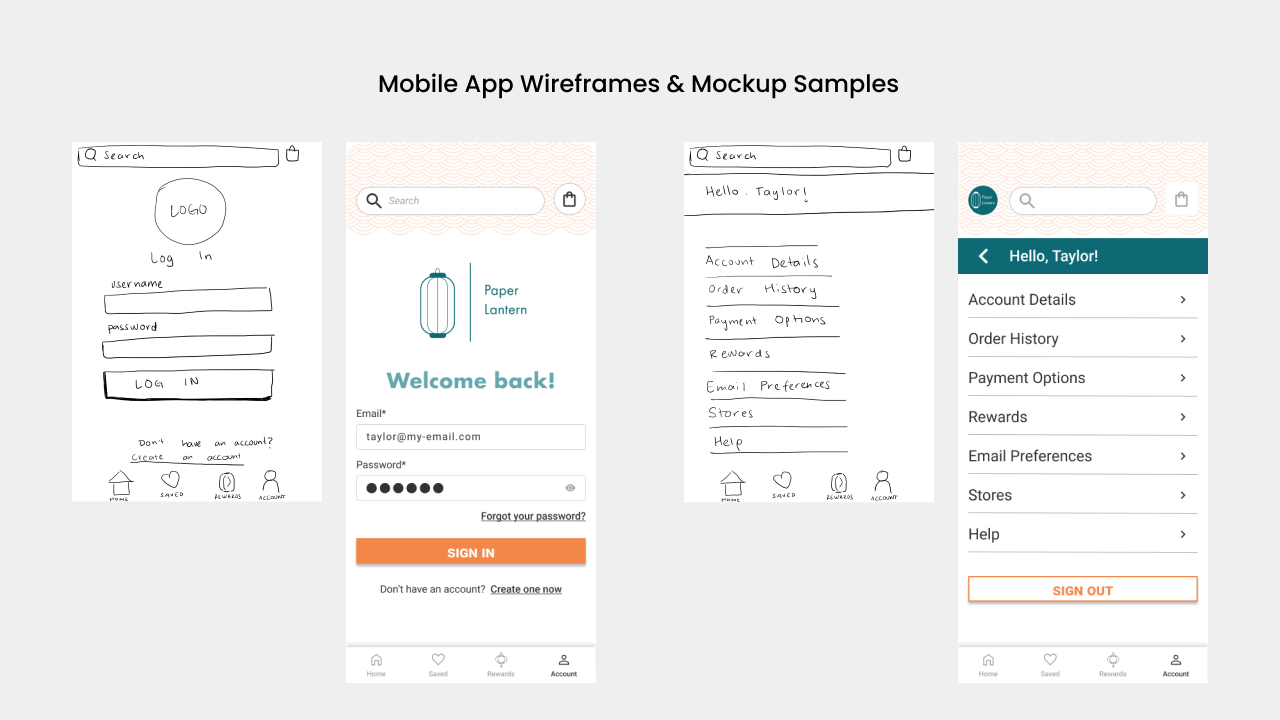 Mobile App Wireframes & Mockup Samples
Search
LOGO
Log In
username
password
LOG IN
Don't have an account?
Create an account
HOME
SAVED
REWARDS
ACCOUNT
Search
Paper
Lantern
Welcome back!
Email*
taylor@my-email.com
Password*
Forgot your password?
SIGN IN
Don't have an account? Create one now
Home Saved Rewards Account
Search
Hello, Taylor!
Account Details
Order History
Payment Options
Rewards
Email Preferences
Stores
Help
HOME
SAVED
REWARDS
ACCOUNT
Paper
Lantern
Hello, Taylor!
Account Details
Order History
Payment Options
Rewards
Email Preferences
Stores
Help
SIGN OUT
Home Saved Rewards Account